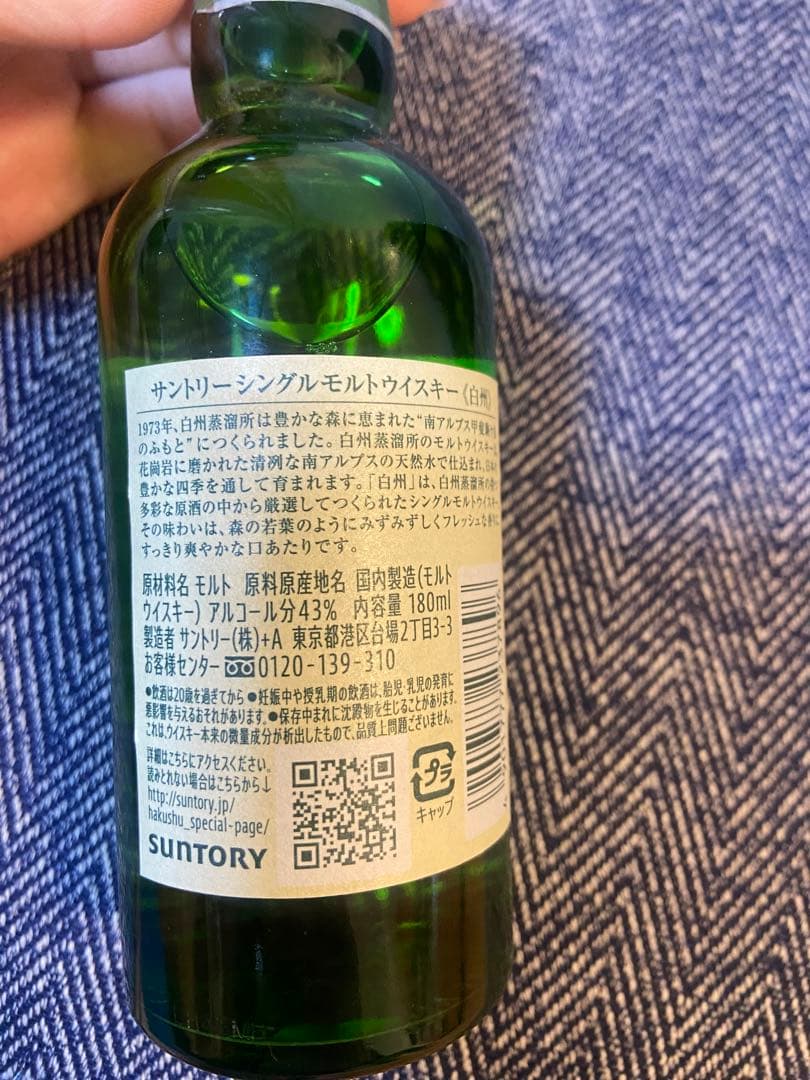 サントリーシングルモルトウイスキー《白州》
1973年、白州蒸溜所は豊かな森に恵まれた“南アルプス甲斐
のふもと”につくられました。白州蒸溜所のモルトウイスキー
花崗岩に磨かれた清冽な南アルプスの天然水で仕込まれ、
豊かな四季を通して育まれます。「白州」は、白州蒸溜所の
多彩な原酒の中から厳選してつくられたシングルモルトウイスキー
その味わいは、森の若葉のようにみずみずしくフレッシュな香り
すっきり爽やかな口あたりです。
原材料名 モルト 原料原産地名 国内製造(モルト
ウイスキー) アルコール分43% 内容量 180ml
製造者 サントリー(株)+A 東京都港区台場2丁目3-3
お客様センター 0120-139-310
●飲酒は20歳を過ぎてから ●妊娠中や授乳期の飲酒は、胎児・乳児の発育に
悪影響を与えるおそれがあります。●保存中まれに沈殿物を生じることがあります。
これは、ウイスキー本来の微量成分が析出したもので、品質上問題ございません。
詳細はこちらにアクセスください。
読みとれない場合はこちらから↓
http://suntory.jp/
hakushu_special-page/
SUNTORY
プラ
キャップ